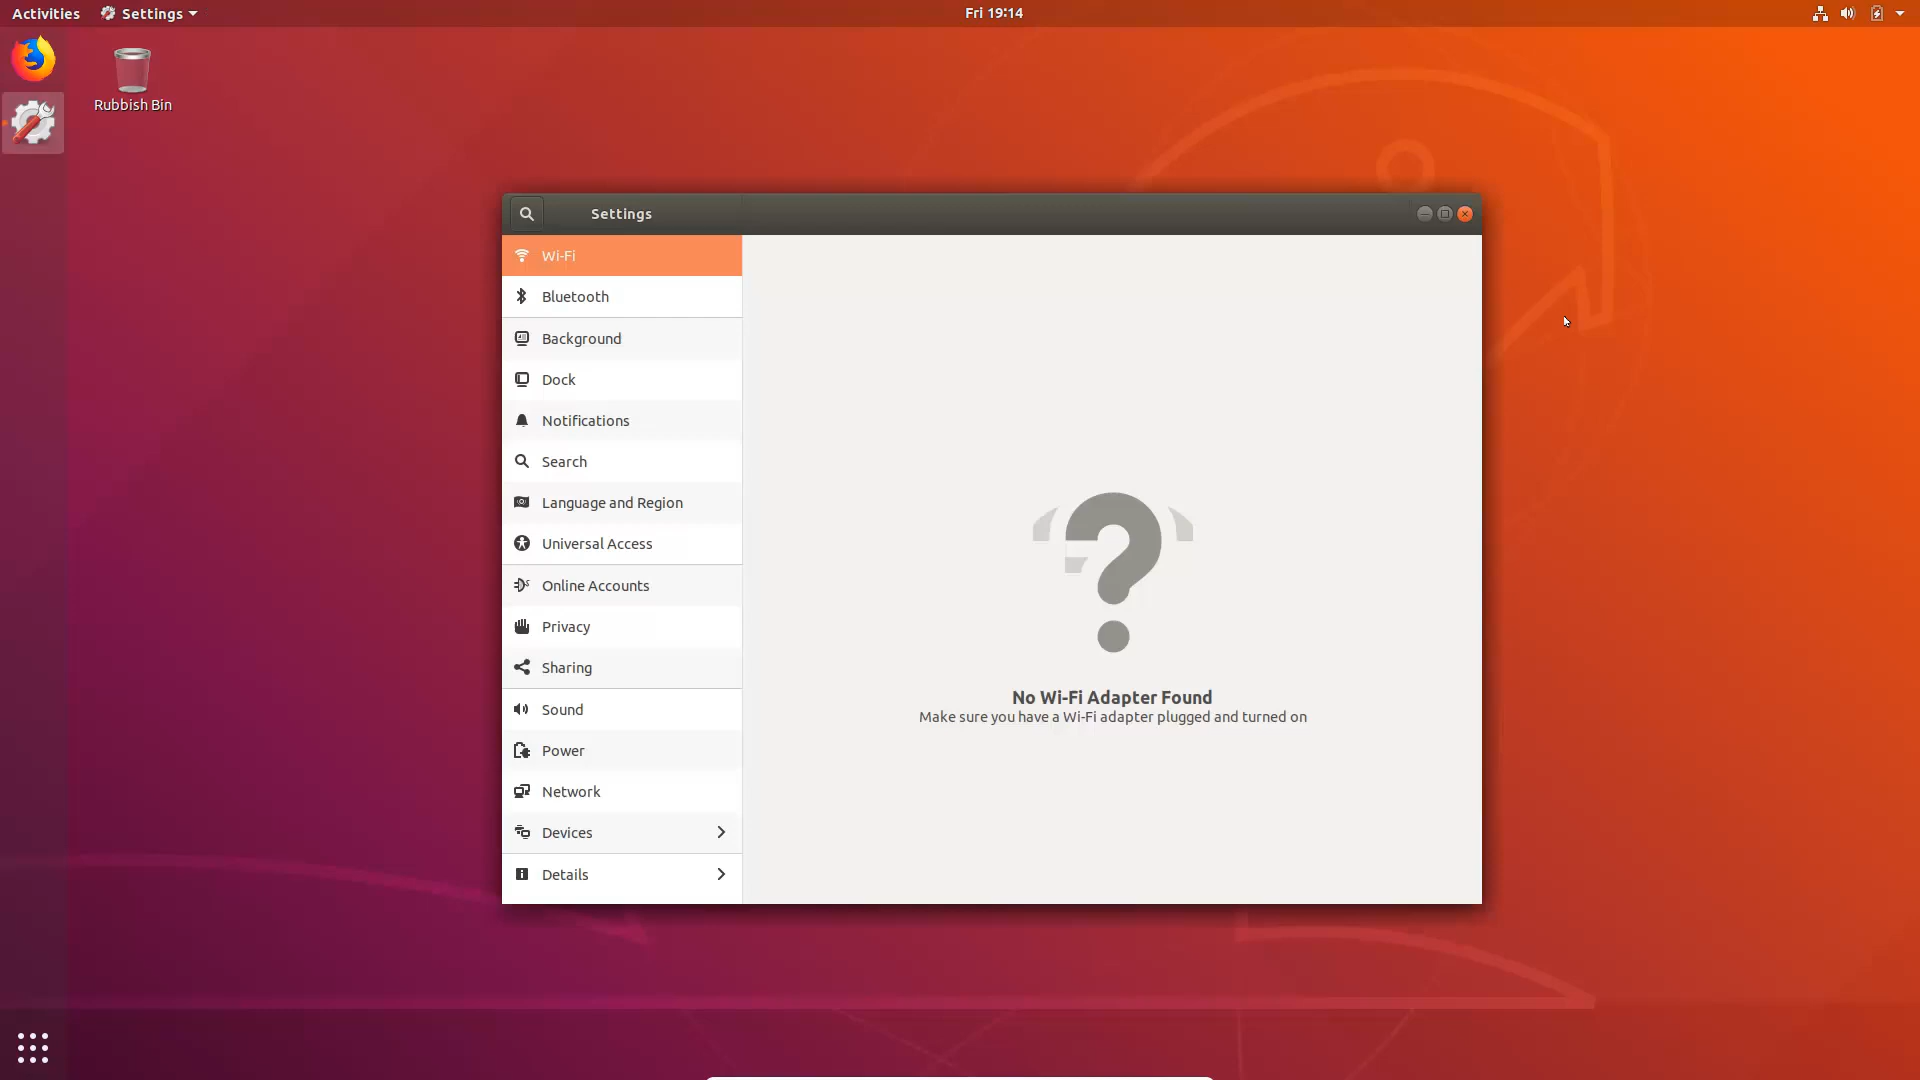 Activities
Settings
Fri 19:14
Rubbish Bin
Settings
Wi-Fi
Bluetooth
Background
Dock
Notifications
Search
Language and Region
Universal Access
Online Accounts
Privacy
Sharing
Sound
Power
Network
Devices
Details
No Wi-Fi Adapter Found
Make sure you have a Wi-Fi adapter plugged and turned on